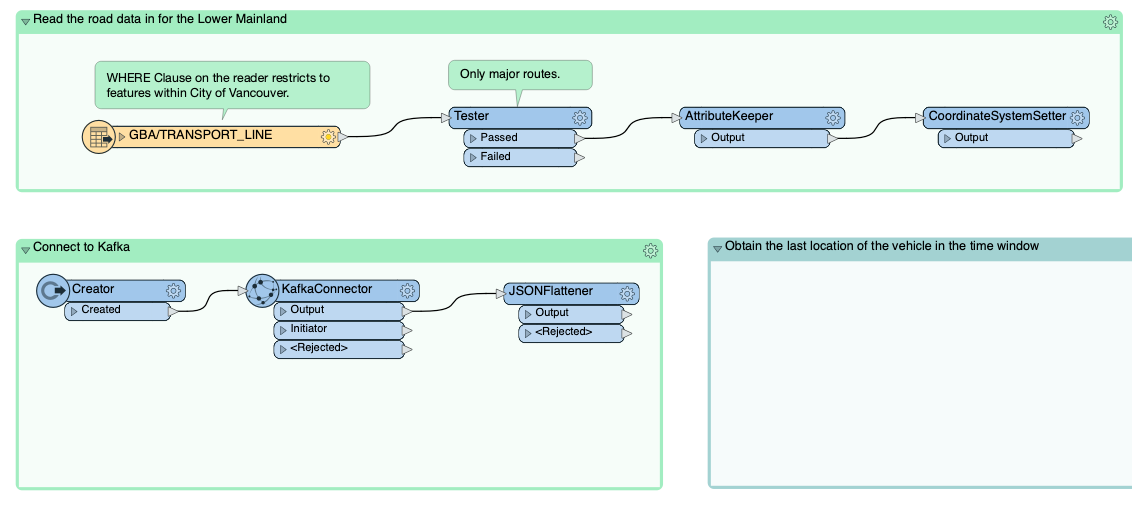 Read the road data in for the Lower Mainland
WHERE Clause on the reader restricts to
features within City of Vancouver.
Only major routes.
GBA/TRANSPORT_LINE
Tester
Passed
Failed
AttributeKeeper
Output
CoordinateSystemSetter
Output
Connect to Kafka
Creator
Created
KafkaConnector
Output
Initiator
<Rejected>
JSONFlattener
Output
<Rejected>
Obtain the last location of the vehicle in the time window